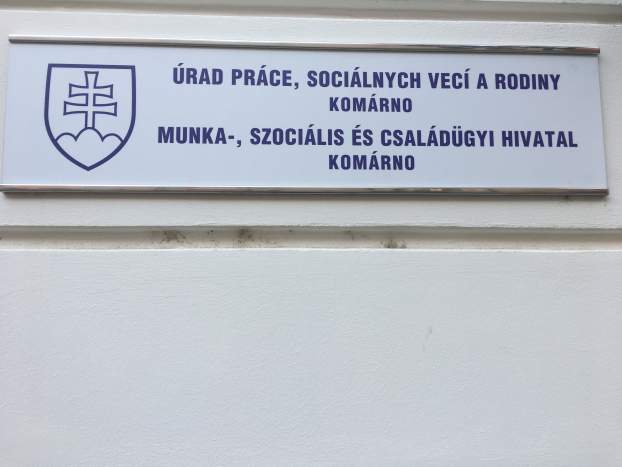 ÚRAD PRÁCE, SOCIÁLNYCH VECÍ A RODINY
KOMÁRNO
MUNKA-, SZOCIÁLIS ÉS CSALÁDÜGYI HIVATAL
KOMÁRNO